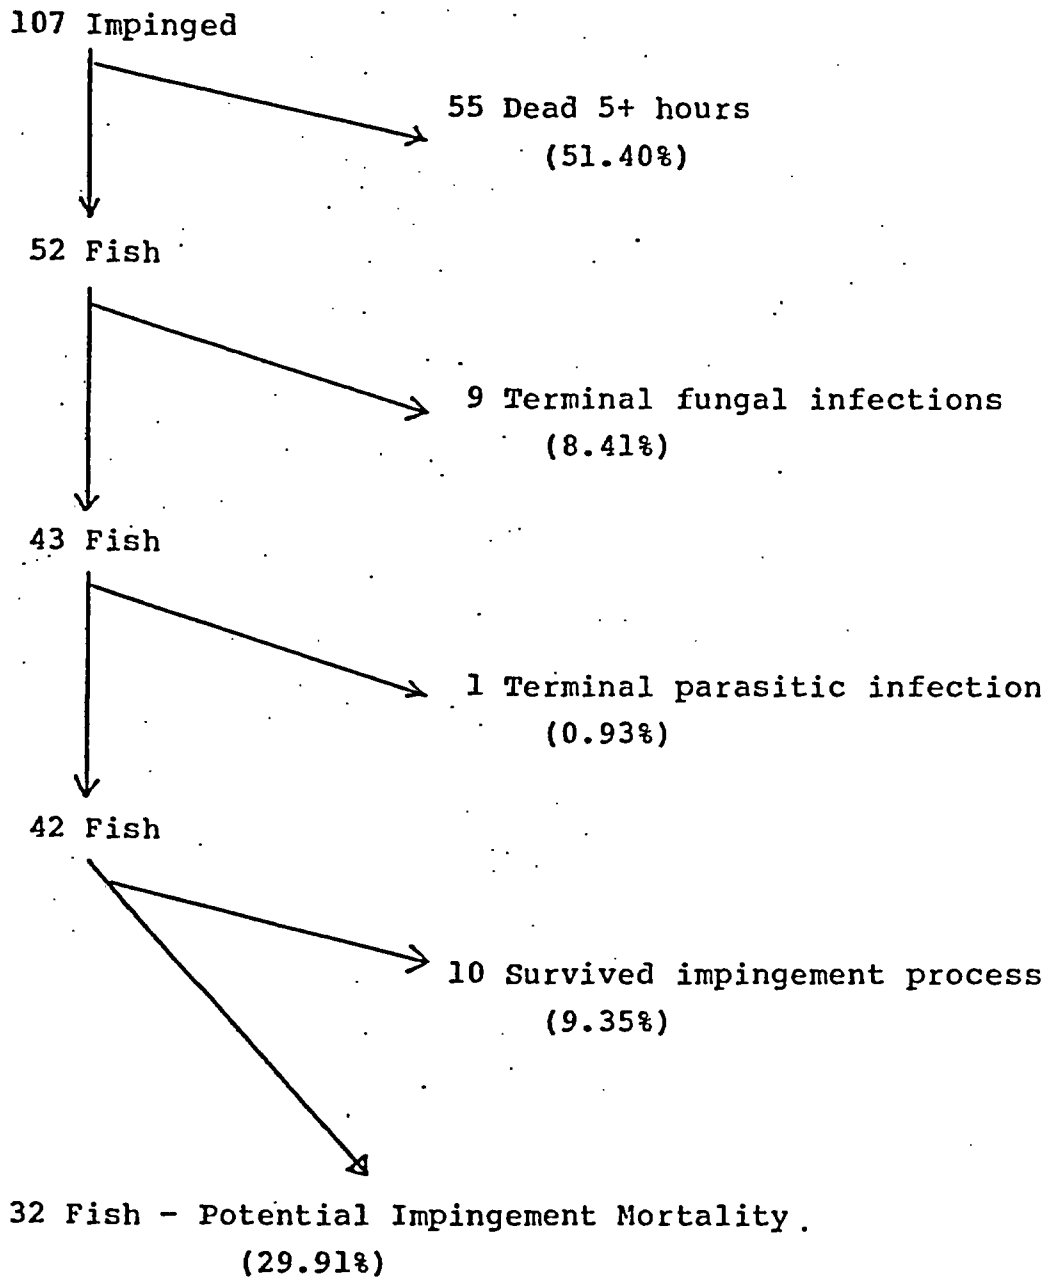 107 Impinged
55 Dead 5+ hours
(51.40%)
52 Fish
9 Terminal fungal infections
(8.41%)
43 Fish
1 Terminal parasitic infection
(0.93%)
42 Fish
10 Survived impingement process
(9.35%)
32 Fish - Potential Impingement Mortality.
(29.91%)